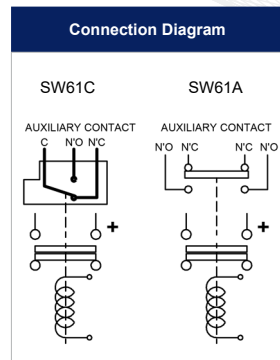 Connection Diagram
SW61C SW61A
AUXILIARY CONTACT AUXILIARY CONTACT
C N'O N'C N'O N'C N'C N'O
+ +